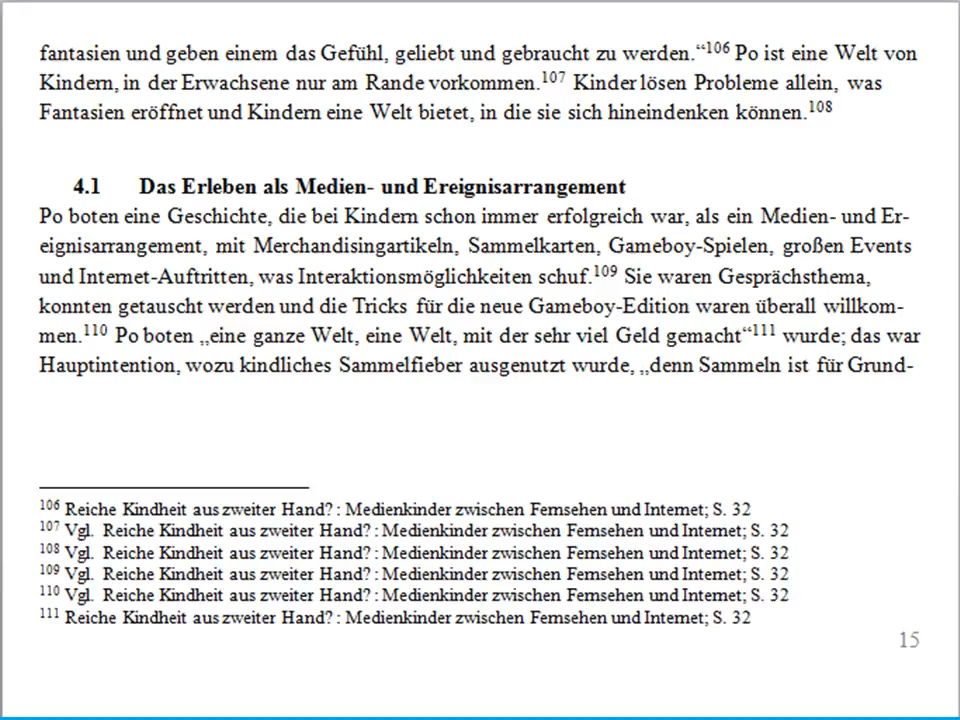 fantasien und geben einem das Gefühl, geliebt und gebraucht zu werden.“106 Po ist eine Welt von
Kindern, in der Erwachsene nur am Rande vorkommen.107 Kinder lösen Probleme allein, was
Fantasien eröffnet und Kindern eine Welt bietet, in die sie sich hineindenken können.108
4.1 Das Erleben als Medien- und Ereignisarrangement
Po boten eine Geschichte, die bei Kindern schon immer erfolgreich war, als ein Medien- und Er-
eignisarrangement, mit Merchandisingartikeln, Sammelkarten, Gameboy-Spielen, großen Events
und Internet-Auftritten, was Interaktionsmöglichkeiten schuf.109 Sie waren Gesprächsthema,
konnten getauscht werden und die Tricks für die neue Gameboy-Edition waren überall willkom-
men.110 Po boten „eine ganze Welt, eine Welt, mit der sehr viel Geld gemacht“111 wurde; das war
Hauptintention, wozu kindliches Sammelfieber ausgenutzt wurde, „denn Sammeln ist für Grund-
106 Reiche Kindheit aus zweiter Hand? : Medienkinder zwischen Fernsehen und Internet; S. 32
107 Vgl. Reiche Kindheit aus zweiter Hand? : Medienkinder zwischen Fernsehen und Internet; S. 32
108 Vgl. Reiche Kindheit aus zweiter Hand? : Medienkinder zwischen Fernsehen und Internet; S. 32
109 Vgl. Reiche Kindheit aus zweiter Hand? : Medienkinder zwischen Fernsehen und Internet; S. 32
110 Vgl. Reiche Kindheit aus zweiter Hand? : Medienkinder zwischen Fernsehen und Internet; S. 32
111 Reiche Kindheit aus zweiter Hand? : Medienkinder zwischen Fernsehen und Internet; S. 32
15